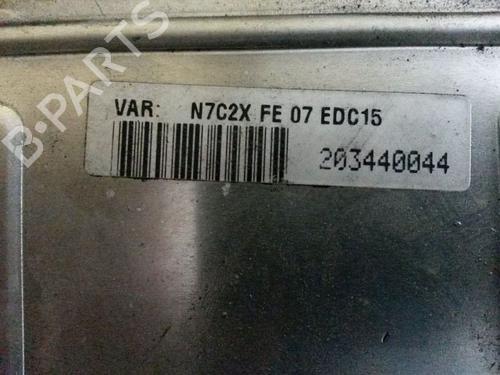 B-PARTS
VAR: N7C2X FE 07 EDC15
203440044